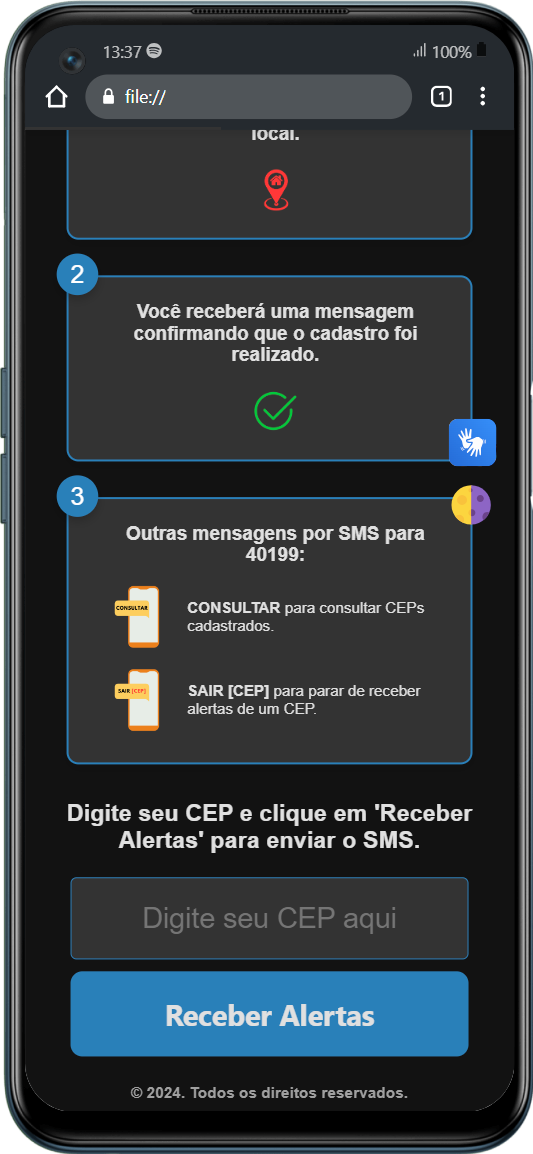 13:37
100%
file://
1
local.
2
Você receberá uma mensagem
confirmando que o cadastro foi
realizado.
3
Outras mensagens por SMS para
40199:
CONSULTAR
CONSULTAR para consultar CEPs
cadastrados.
SAIR [CEP]
SAIR [CEP] para parar de receber
alertas de um CEP.
Digite seu CEP e clique em 'Receber
Alertas' para enviar o SMS.
Digite seu CEP aqui
Receber Alertas
© 2024. Todos os direitos reservados.